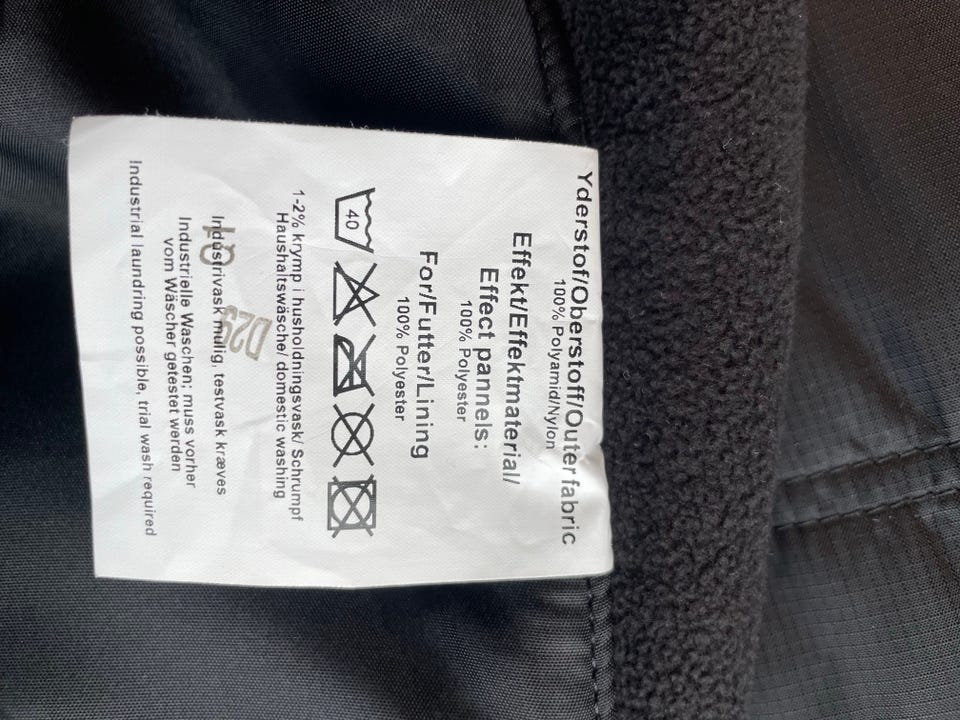 Yderstof/Oberstoff/Outer fabric
100% Polyamid/Nylon
Effekt/Effektmaterial/
Effect pannels:
100% Polyester
For/Futter/Lining
100% Polyester
40
1-2% krymp i husholdningsvask/ Schrumpf
Haushaltswäsche/ domestic washing
Industrivask mulig, testvask kræves
Industrielle Waschen; muss vorher
vom Wäscher getestet werden
Industrial laundring possible, trial wash required